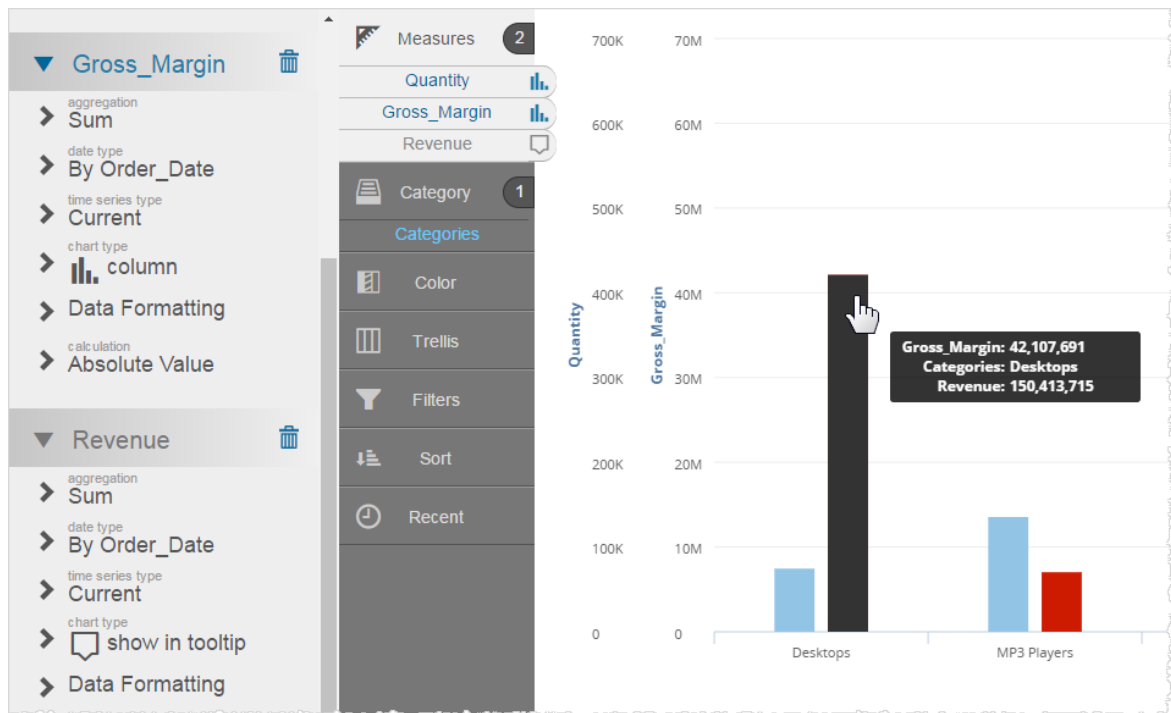 Gross_Margin
aggregation
Sum
date type
By Order_Date
time series type
Current
chart type
column
Data Formatting
calculation
Absolute Value
Revenue
aggregation
Sum
date type
By Order_Date
time series type
Current
chart type
show in tooltip
Data Formatting
Measures 2
Quantity
Gross_Margin
Revenue
Category 1
Categories
Color
Trellis
Filters
Sort
Recent
Quantity
700K
600K
500K
400K
300K
200K
100K
0
Gross_Margin
70M
60M
50M
40M
30M
20M
10M
0
Gross_Margin: 42,107,691
Categories: Desktops
Revenue: 150,413,715
Desktops
MP3 Players